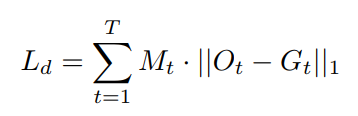 L_d = \sum_{t=1}^{T} M_t \cdot ||O_t - G_t||_1